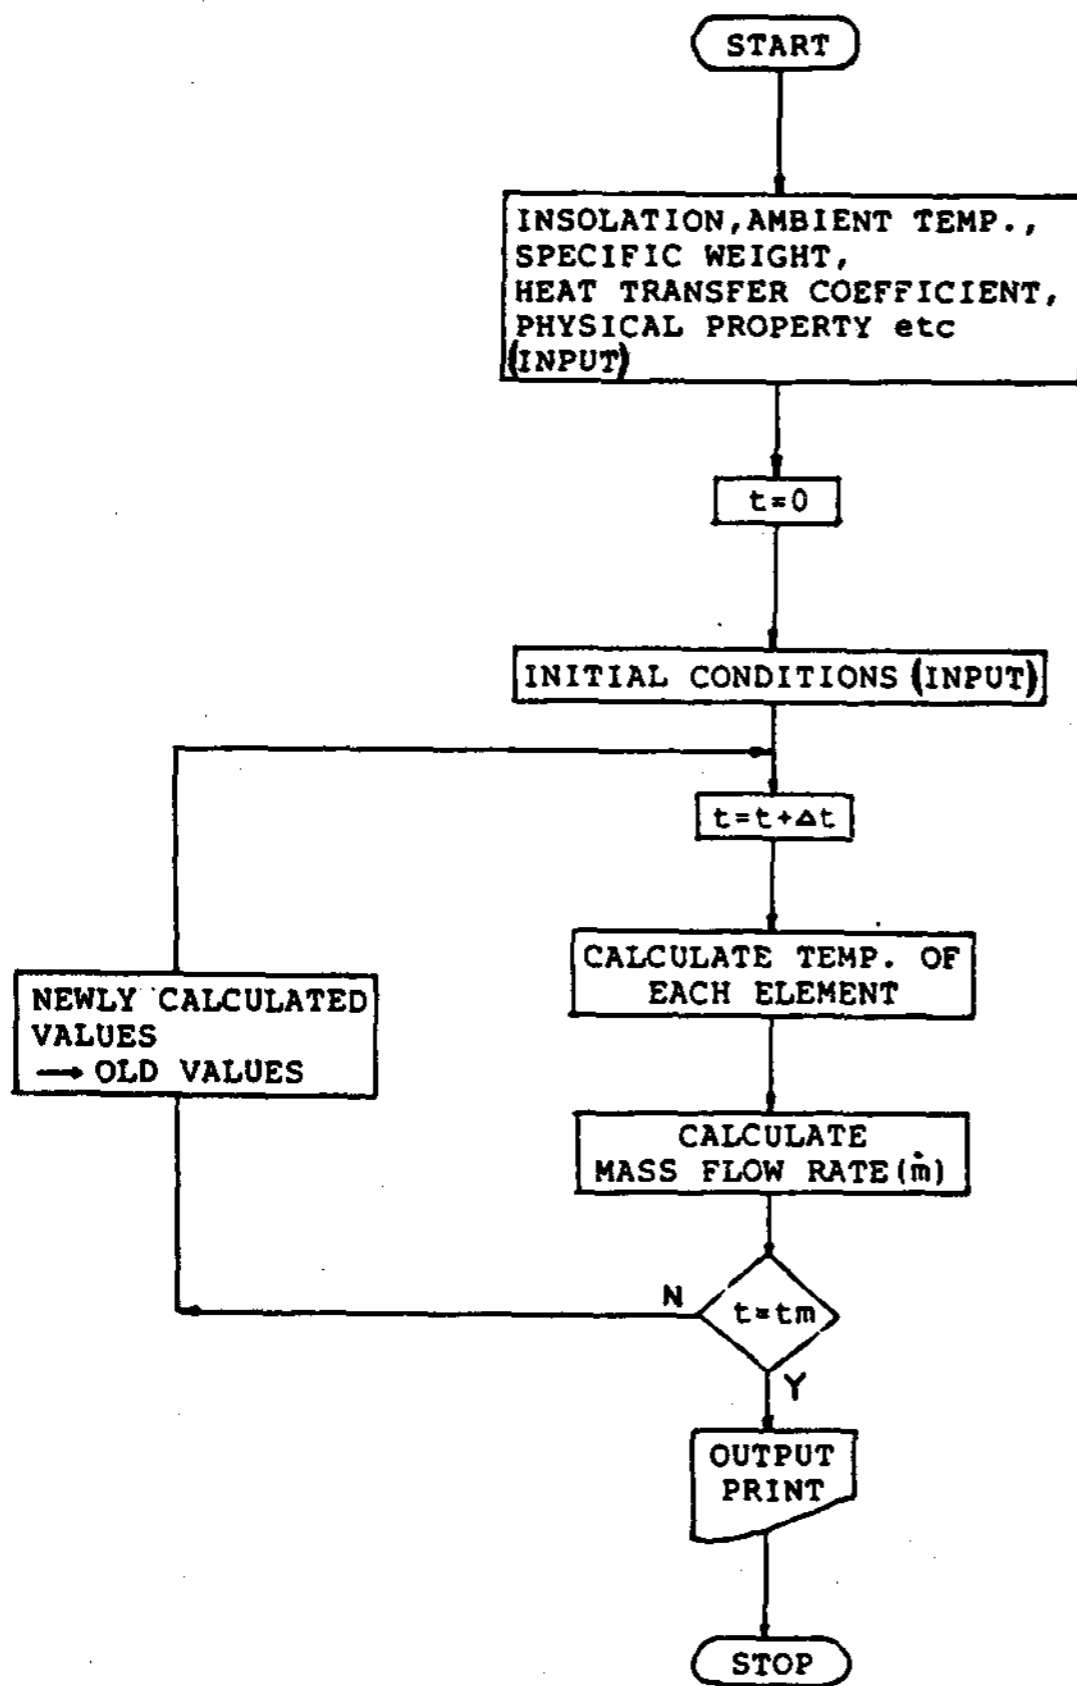 START
INSOLATION, AMBIENT TEMP.,
SPECIFIC WEIGHT,
HEAT TRANSFER COEFFICIENT,
PHYSICAL PROPERTY etc
(INPUT)
t=0
INITIAL CONDITIONS (INPUT)
t=t+Δt
CALCULATE TEMP. OF
EACH ELEMENT
NEWLY CALCULATED
VALUES
→ OLD VALUES
CALCULATE
MASS FLOW RATE (ṁ)
N
t=tm
Y
OUTPUT
PRINT
STOP